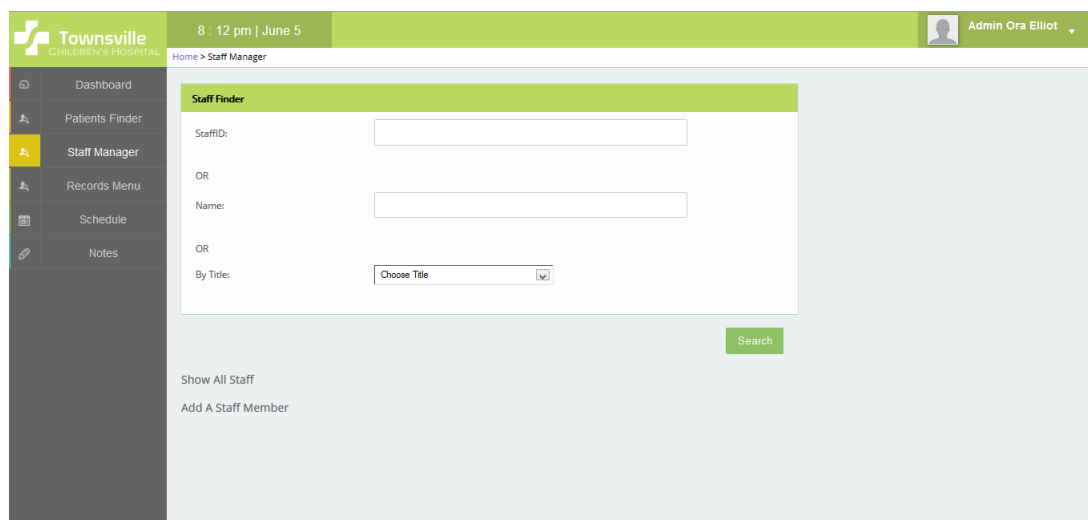 Townsville
CHILDREN'S HOSPITAL
8 : 12 pm | June 5
Admin Ora Elliot
Home > Staff Manager
Dashboard
Patients Finder
Staff Manager
Records Menu
Schedule
Notes
Staff Finder
StaffID:
OR
Name:
OR
By Title:
Choose Title
Search
Show All Staff
Add A Staff Member